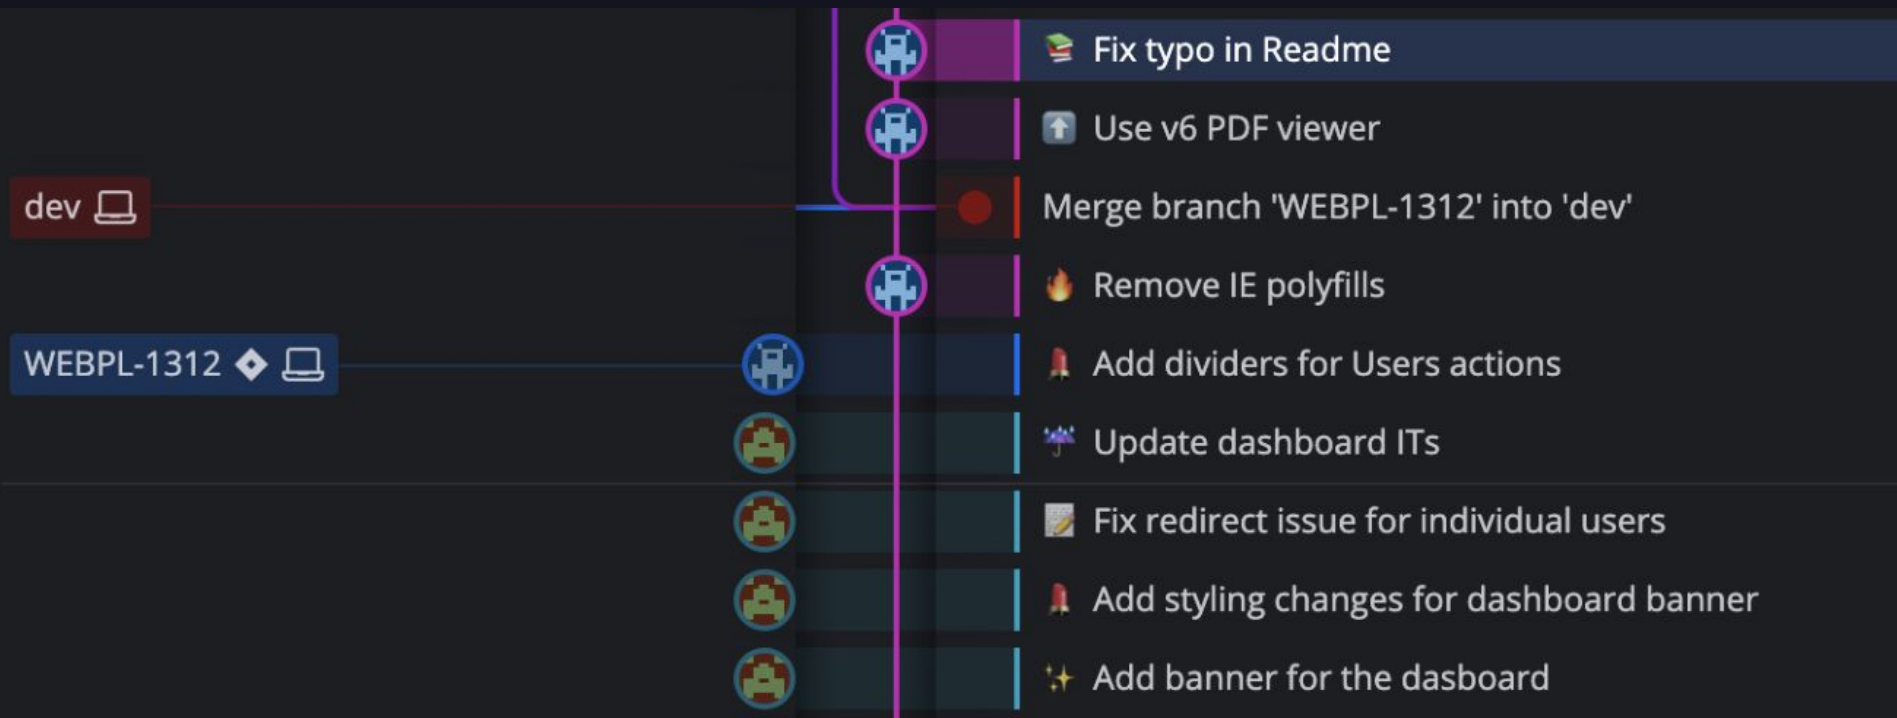 Fix typo in Readme
Use v6 PDF viewer
dev
Merge branch 'WEBPL-1312' into 'dev'
Remove IE polyfills
WEBPL-1312
Add dividers for Users actions
Update dashboard ITs
Fix redirect issue for individual users
Add styling changes for dashboard banner
Add banner for the dasboard